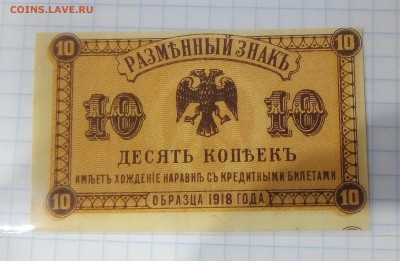 COINS.LAVE.RU
10 10
РАЗМѢННЫЙ ЗНАКЪ
10 10
ДЕСЯТЬ КОПѢЕКЪ
ИМѢЕТЪ ХОЖДЕНІЕ НАРАВНѢ СЪ КРЕДИТНЫМИ БИЛЕТАМИ
10 ОБРАЗЦА 1918 ГОДА. 10